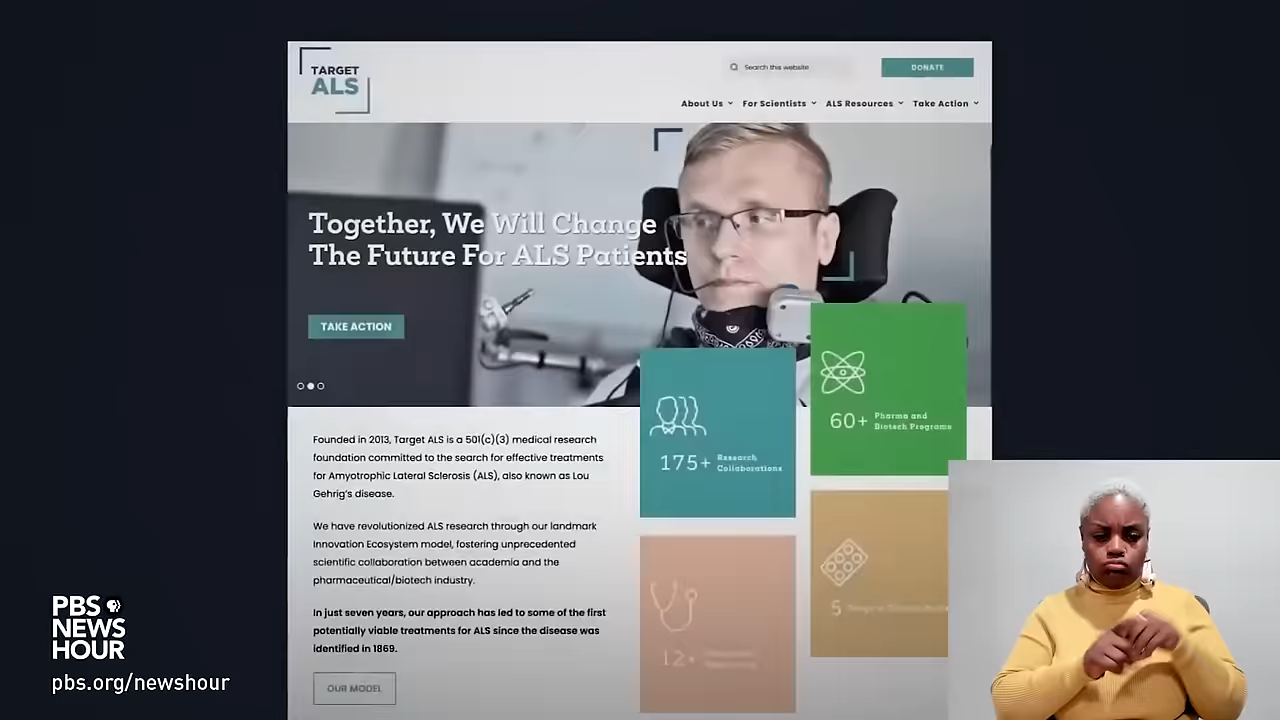 TARGET
ALS
Search this website
DONATE
About Us
For Scientists
ALS Resources
Take Action
Together, We Will Change
The Future For ALS Patients
TAKE ACTION
60+ Pharma and
Biotech Programs
175+ Research
Collaborations
Founded in 2013, Target ALS is a 501(c)(3) medical research
foundation committed to the search for effective treatments
for Amyotrophic Lateral Sclerosis (ALS), also known as Lou
Gehrig's disease.
We have revolutionized ALS research through our landmark
Innovation Ecosystem model, fostering unprecedented
scientific collaboration between academia and the
pharmaceutical/biotech industry.
In just seven years, our approach has led to some of the first
potentially viable treatments for ALS since the disease was
identified in 1869.
OUR MODEL
5
12+
PBS
NEWS
HOUR
pbs.org/newshour